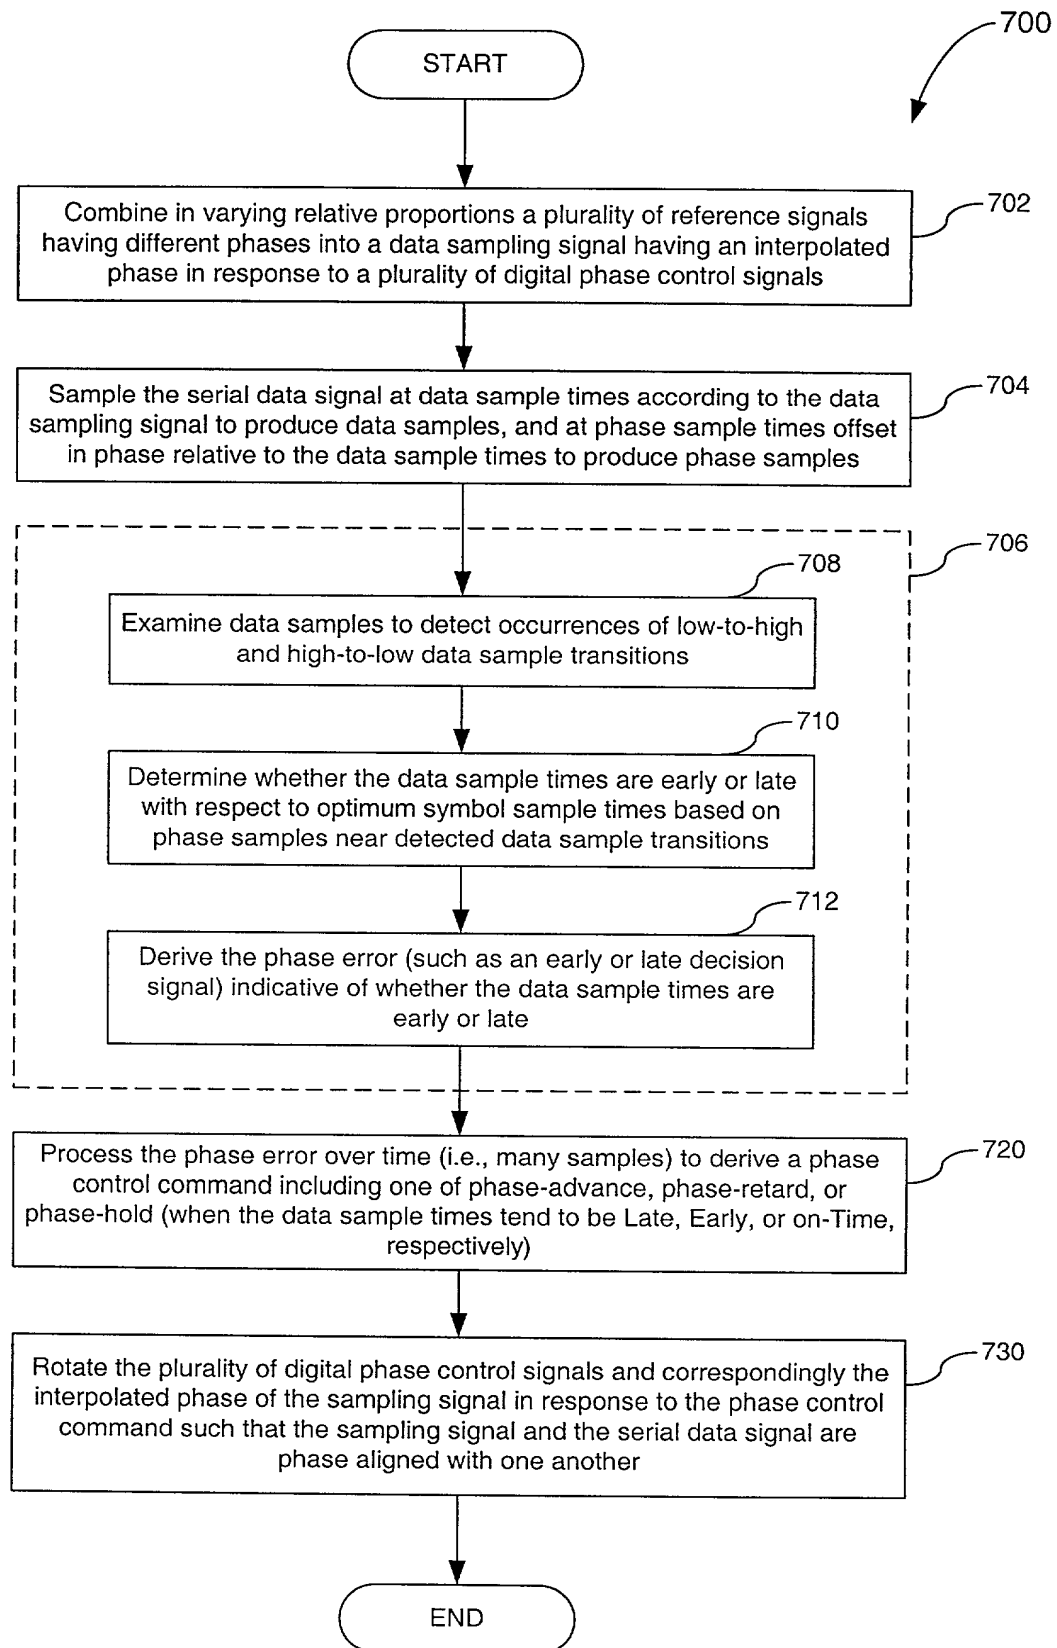 700
START
702
Combine in varying relative proportions a plurality of reference signals
having different phases into a data sampling signal having an interpolated
phase in response to a plurality of digital phase control signals
704
Sample the serial data signal at data sample times according to the data
sampling signal to produce data samples, and at phase sample times offset
in phase relative to the data sample times to produce phase samples
706
708
Examine data samples to detect occurrences of low-to-high
and high-to-low data sample transitions
710
Determine whether the data sample times are early or late
with respect to optimum symbol sample times based on
phase samples near detected data sample transitions
712
Derive the phase error (such as an early or late decision
signal) indicative of whether the data sample times are
early or late
720
Process the phase error over time (i.e., many samples) to derive a phase
control command including one of phase-advance, phase-retard, or
phase-hold (when the data sample times tend to be Late, Early, or on-Time,
respectively)
730
Rotate the plurality of digital phase control signals and correspondingly the
interpolated phase of the sampling signal in response to the phase control
command such that the sampling signal and the serial data signal are
phase aligned with one another
END